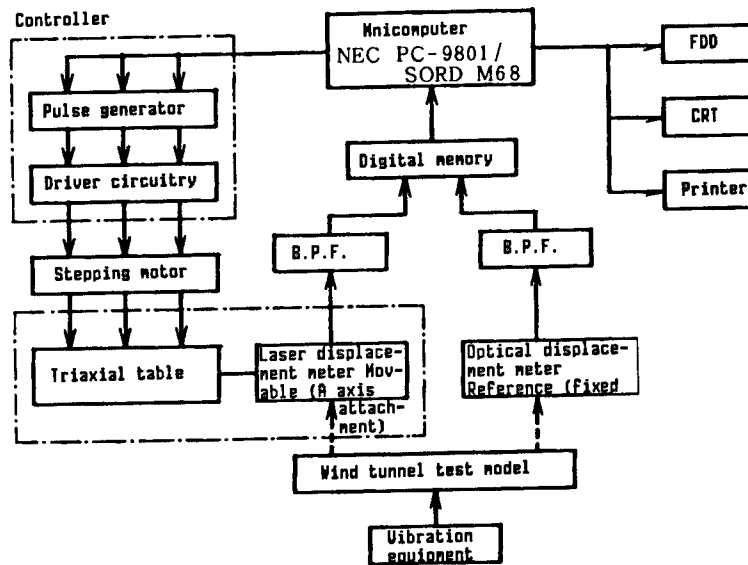 Controller
Mnicomputer
NEC PC-9801/
SORD M68
FDD
CRT
Printer
Pulse generator
Driver circuitry
Digital memory
B.P.F.
B.P.F.
Stepping motor
Triaxial table
Laser displace-
ment meter Mov-
able (A axis
attach-
ment)
Optical displace-
ment meter
Reference (fixed
Wind tunnel test model
Vibration
equipment